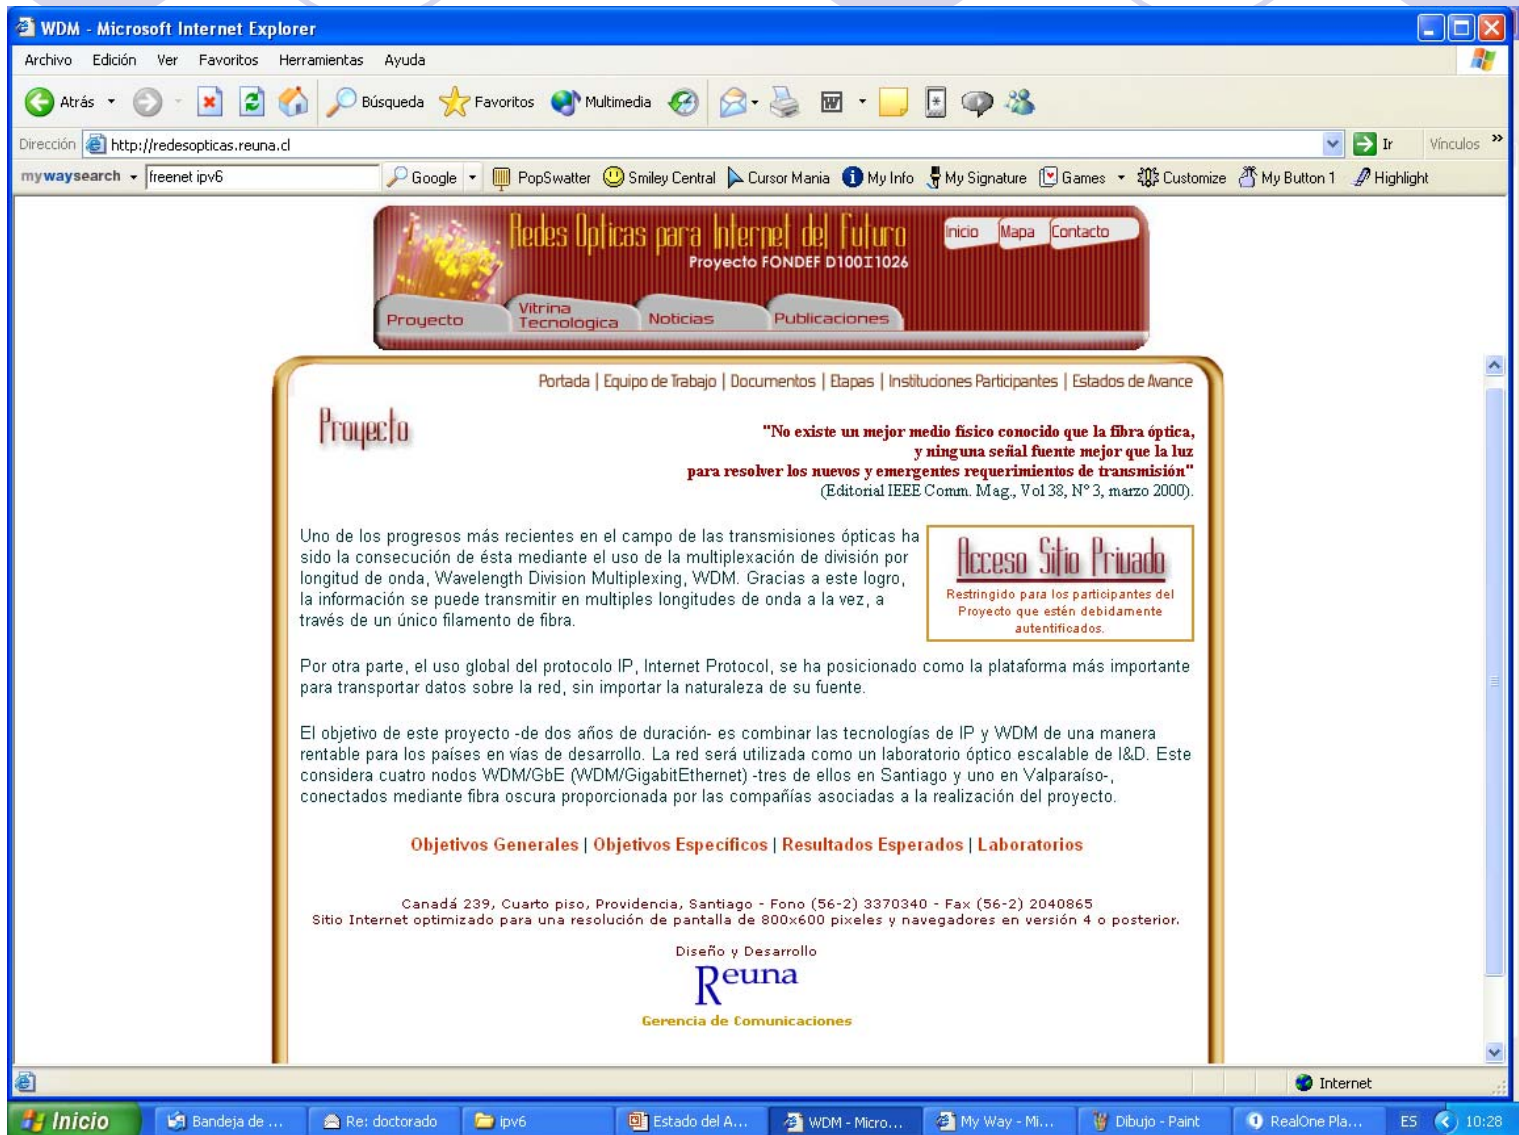 WDM - Microsoft Internet Explorer
Archivo Edición Ver Favoritos Herramientas Ayuda
Atrás Búsqueda Favoritos Multimedia
Dirección http://redesopticas.reuna.cl Ir Vínculos »
mywaysearch freenet ipv6 Google PopSwatter Smiley Central Cursor Mania My Info My Signature Games Customize My Button 1 Highlight
Redes Opticas para Internet del Futuro
Proyecto FONDEF D100I1026
Inicio Mapa Contacto
Proyecto Vitrina Tecnologica Noticias Publicaciones
Portada | Equipo de Trabajo | Documentos | Etapas | Instituciones Participantes | Estados de Avance
Proyecto
"No existe un mejor medio físico conocido que la fibra óptica,
y ninguna señal fuente mejor que la luz
para resolver los nuevos y emergentes requerimientos de transmisión"
(Editorial IEEE Comm. Mag., Vol 38, Nº 3, marzo 2000).
Uno de los progresos más recientes en el campo de las transmisiones ópticas ha
sido la consecución de ésta mediante el uso de la multiplexación de división por
longitud de onda, Wavelength Division Multiplexing, WDM. Gracias a este logro,
la información se puede transmitir en multiples longitudes de onda a la vez, a
través de un único filamento de fibra.
Acceso Sitio Privado
Restringido para los participantes del
Proyecto que estén debidamente
autentificados.
Por otra parte, el uso global del protocolo IP, Internet Protocol, se ha posicionado como la plataforma más importante
para transportar datos sobre la red, sin importar la naturaleza de su fuente.
El objetivo de este proyecto -de dos años de duración- es combinar las tecnologías de IP y WDM de una manera
rentable para los países en vías de desarrollo. La red será utilizada como un laboratorio óptico escalable de I&D. Este
considera cuatro nodos WDM/GbE (WDM/GigabitEthernet) -tres de ellos en Santiago y uno en Valparaíso-,
conectados mediante fibra oscura proporcionada por las compañías asociadas a la realización del proyecto.
Objetivos Generales | Objetivos Específicos | Resultados Esperados | Laboratorios
Canadá 239, Cuarto piso, Providencia, Santiago - Fono (56-2) 3370340 - Fax (56-2) 2040865
Sitio Internet optimizado para una resolución de pantalla de 800x600 pixeles y navegadores en versión 4 o posterior.
Diseño y Desarrollo
Reuna
Gerencia de Comunicaciones
Internet
Inicio Bandeja de ... Re: doctorado ipv6 Estado del A... WDM - Micro... My Way - Mi... Dibujo - Paint RealOne Pla... ES 10:28